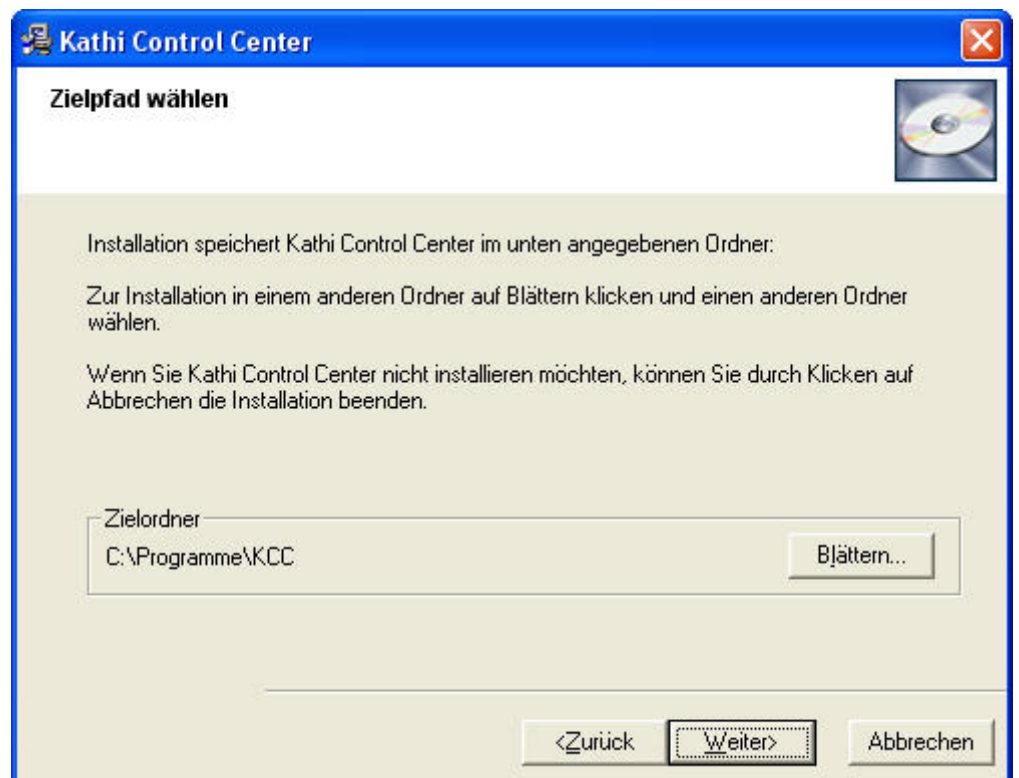 Kathi Control Center
Zielpfad wählen
Installation speichert Kathi Control Center im unten angegebenen Ordner:
Zur Installation in einem anderen Ordner auf Blättern klicken und einen anderen Ordner
wählen.
Wenn Sie Kathi Control Center nicht installieren möchten, können Sie durch Klicken auf
Abbrechen die Installation beenden.
Zielordner
C:\Programme\KCC
Blättern...
<Zurück
Weiter>
Abbrechen